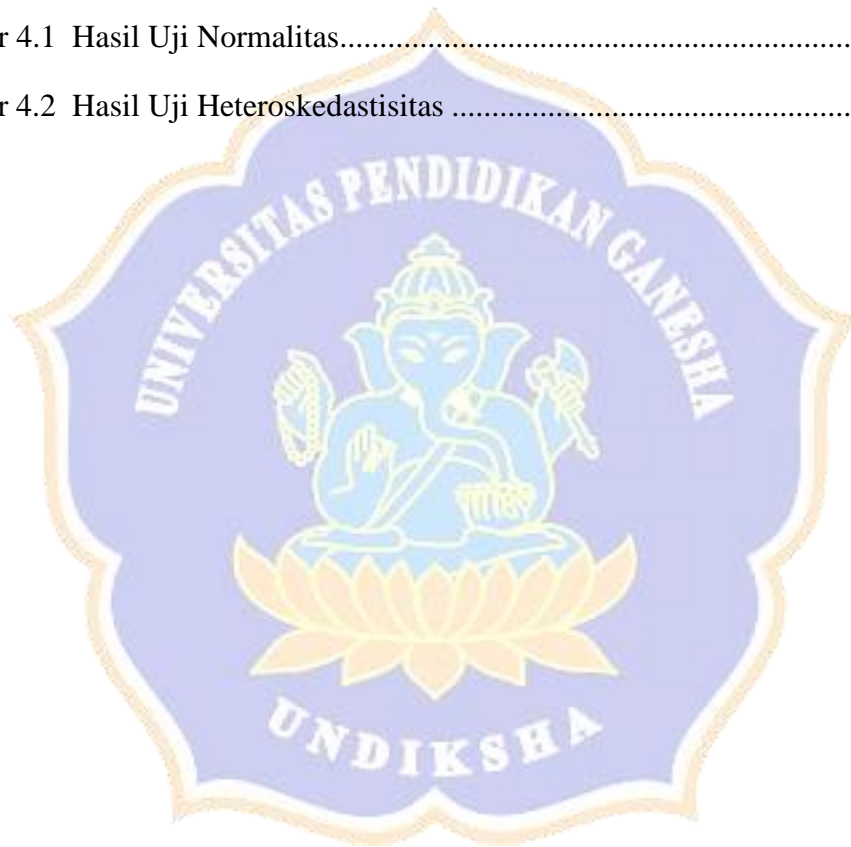 r 4.1 Hasil Uji Normalitas...............................................................
r 4.2 Hasil Uji Heteroskedastisitas .................................................
UNIVERSITAS PENDIDIKAN GANESHA
UNDIKSHA